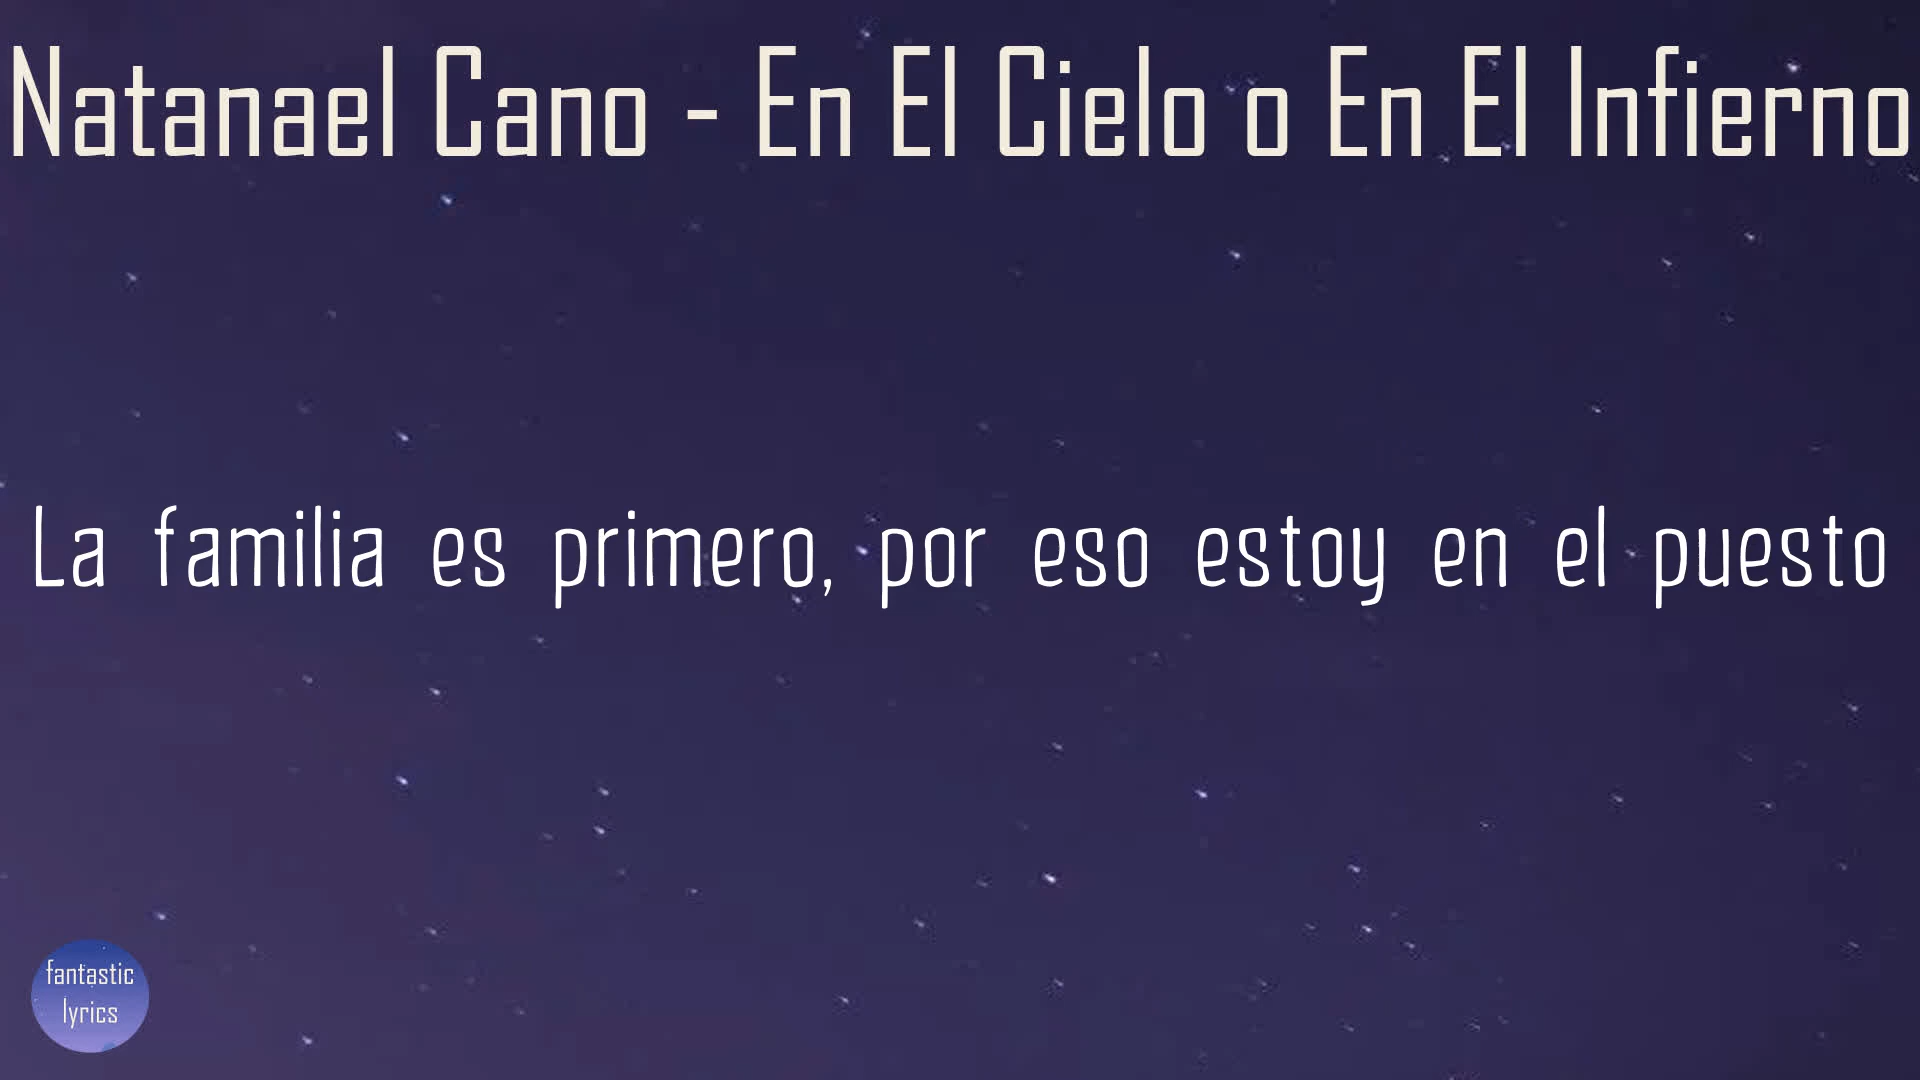 Natanael Cano - En El Cielo o En El Infierno
La familia es primero, por eso estoy en el puesto
fantastic
lyrics